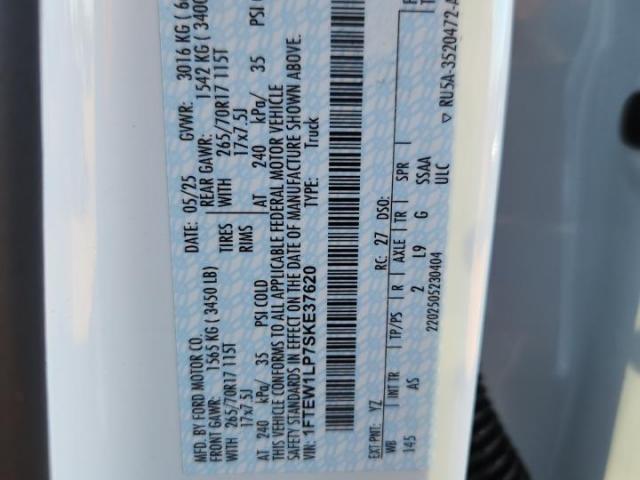 MFD. BY FORD MOTOR CO.
DATE: 05/25 GVWR: 3016 KG
FRONT GAWR: 1565 KG (3450 LB) REAR GAWR: 1542 KG (3400
WITH 265/70R17 115T TIRES WITH 265/70R17 115T
17x7.5J RIMS 17x7.5J
AT 240 kPa/ 35 PSI COLD AT 240 kPa/ 35 PSI
THIS VEHICLE CONFORMS TO ALL APPLICABLE FEDERAL MOTOR VEHICLE
SAFETY STANDARDS IN EFFECT ON THE DATE OF MANUFACTURE SHOWN ABOVE.
VIN: 1FTEW1LP7SKE37620 TYPE: Truck
EXT PNT: YZ RC: 27 DSO:
WB INT TR TP/PS R AXLE TR SPR
145 AS 2 L9 G SSAA
ULC
2202505230404
RU5A-3520472-A